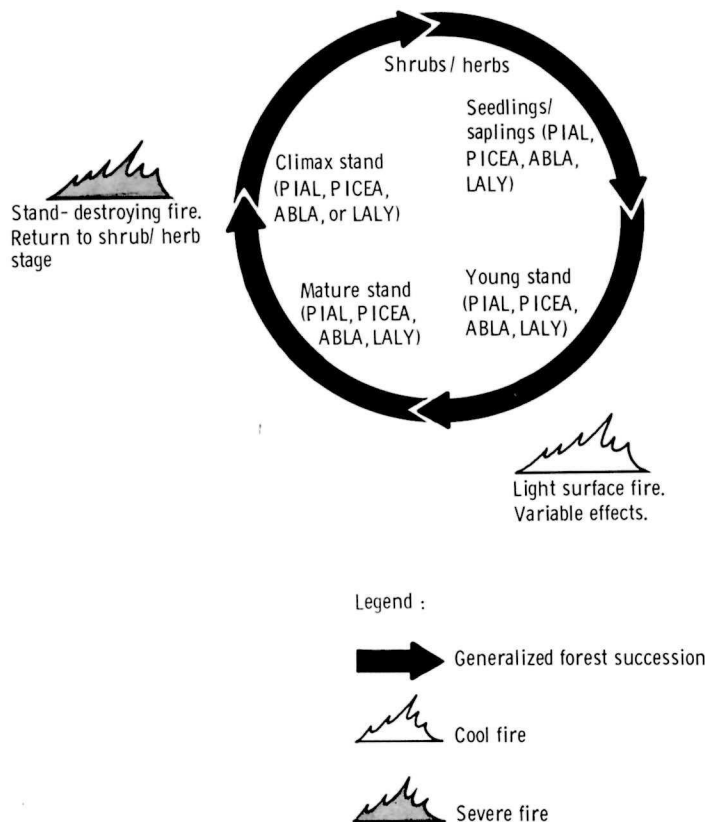 Shrubs/ herbs
Seedlings/
saplings (PIAL,
PICEA, ABLA,
LALY)
Climax stand
(PIAL, PICEA,
ABLA, or LALY)
Stand- destroying fire.
Return to shrub/ herb
stage
Mature stand
(PIAL, PICEA,
ABLA, LALY)
Young stand
(PIAL, PICEA,
ABLA, LALY)
Light surface fire.
Variable effects.
Legend :
Generalized forest succession
Cool fire
Severe fire